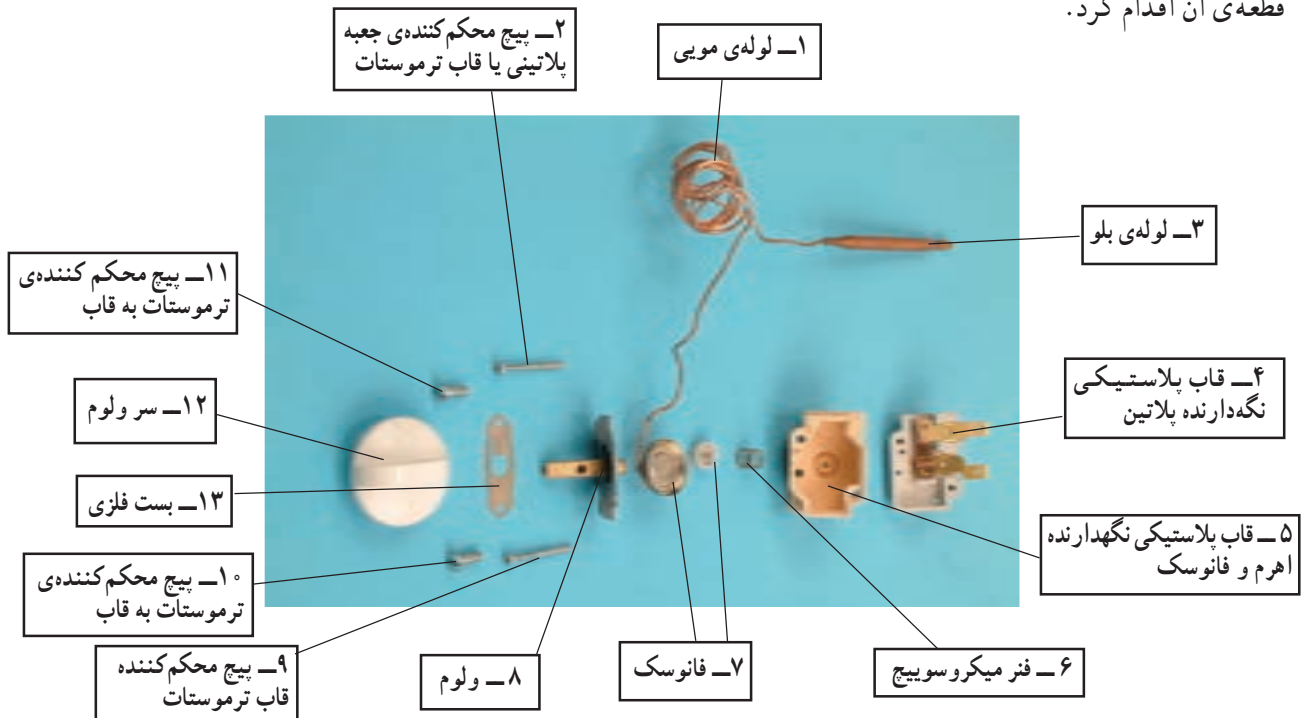 قطعه‌ی آن اقدام کرد.
۱ــ لوله‌ی مویی
۲ــ پیچ محکم‌کننده‌ی جعبه
پلاتینی یا قاب ترموستات
۳ــ لوله‌ی بلو
۴ــ قاب پلاستیکی
نگه‌دارنده پلاتین
۵ ــ قاب پلاستیکی نگهدارنده
اهرم و فانوسک
۶ ــ فنر میکروسوییچ
۷ــ فانوسک
۸ ــ ولوم
۹ــ پیچ محکم‌کننده
قاب ترموستات
۱۰ــ پیچ محکم‌کننده‌ی
ترموستات به قاب
۱۱ــ پیچ محکم کننده‌ی
ترموستات به قاب
۱۲ــ سر ولوم
۱۳ــ بست فلزی